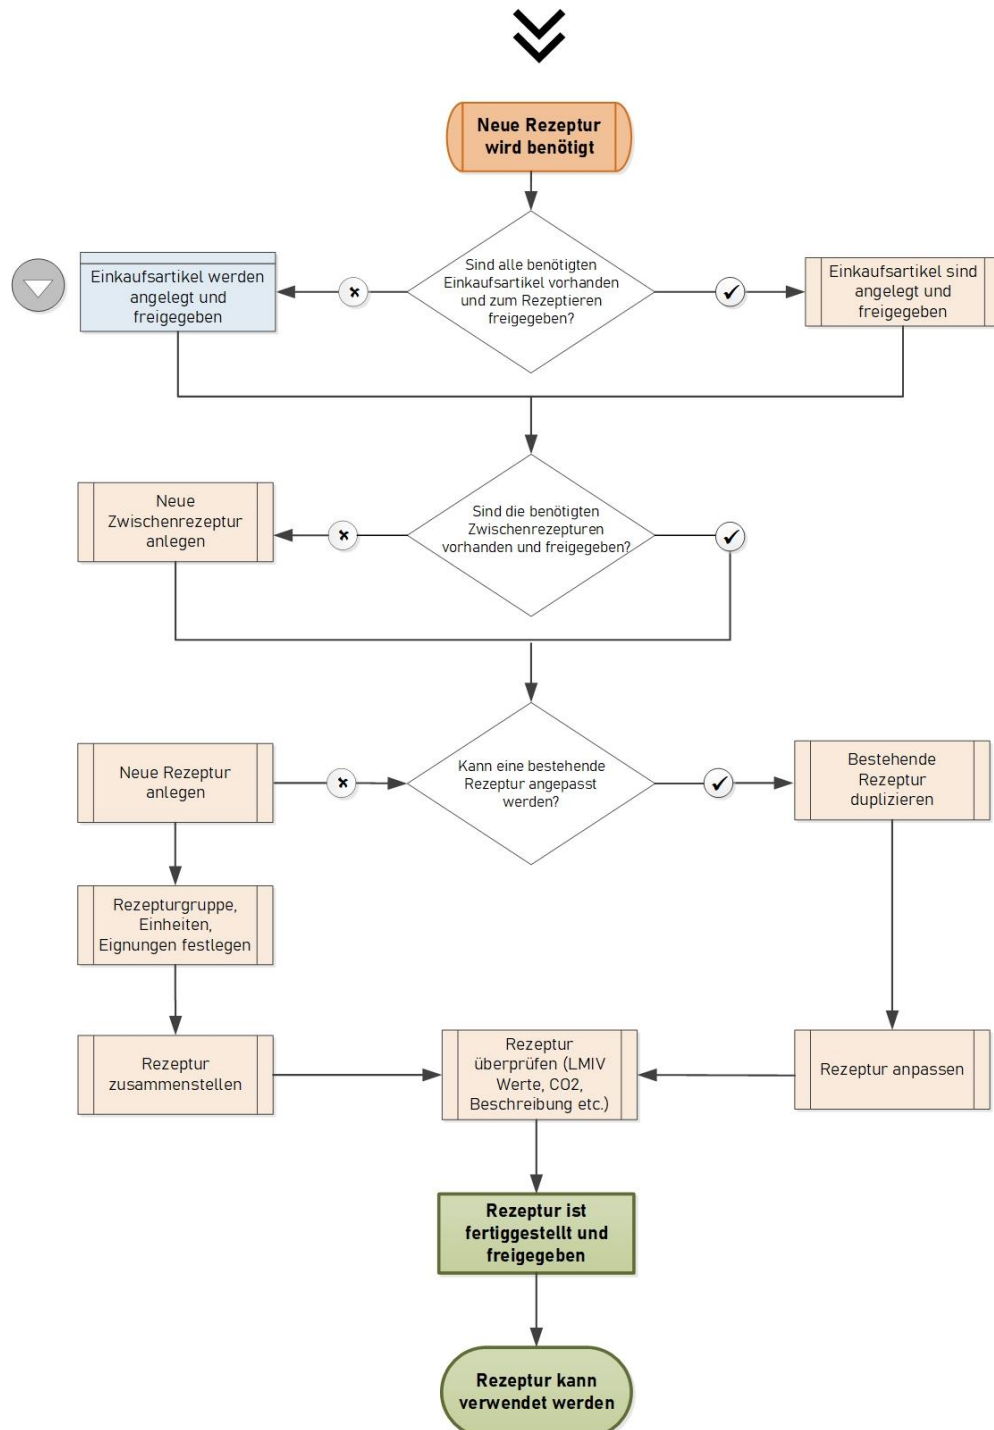 Neue Rezeptur
wird benötigt
Sind alle benötigten
Einkaufsartikel vorhanden
und zum Rezeptieren
freigegeben?
Einkaufsartikel werden
angelegt und
freigegeben
Einkaufsartikel sind
angelegt und
freigegeben
Neue
Zwischenrezeptur
anlegen
Sind die benötigten
Zwischenrezepturen
vorhanden und freigegeben?
Neue Rezeptur
anlegen
Kann eine bestehende
Rezeptur angepasst
werden?
Bestehende
Rezeptur
duplizieren
Rezepturgruppe,
Einheiten,
Eignungen festlegen
Rezeptur
zusammenstellen
Rezeptur
überprüfen (LMIV
Werte, CO2,
Beschreibung etc.)
Rezeptur anpassen
Rezeptur ist
fertiggestellt und
freigegeben
Rezeptur kann
verwendet werden